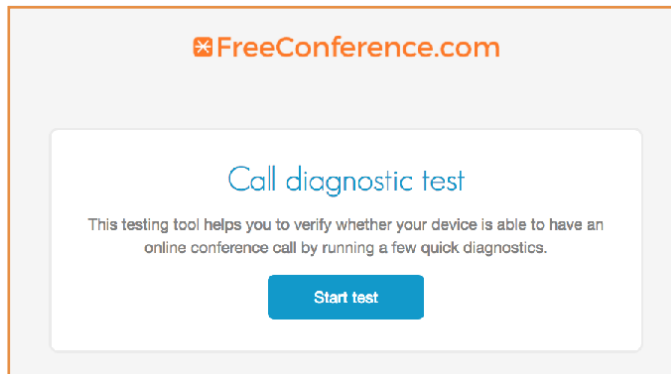 FreeConference.com
Call diagnostic test
This testing tool helps you to verify whether your device is able to have an
online conference call by running a few quick diagnostics.
Start test